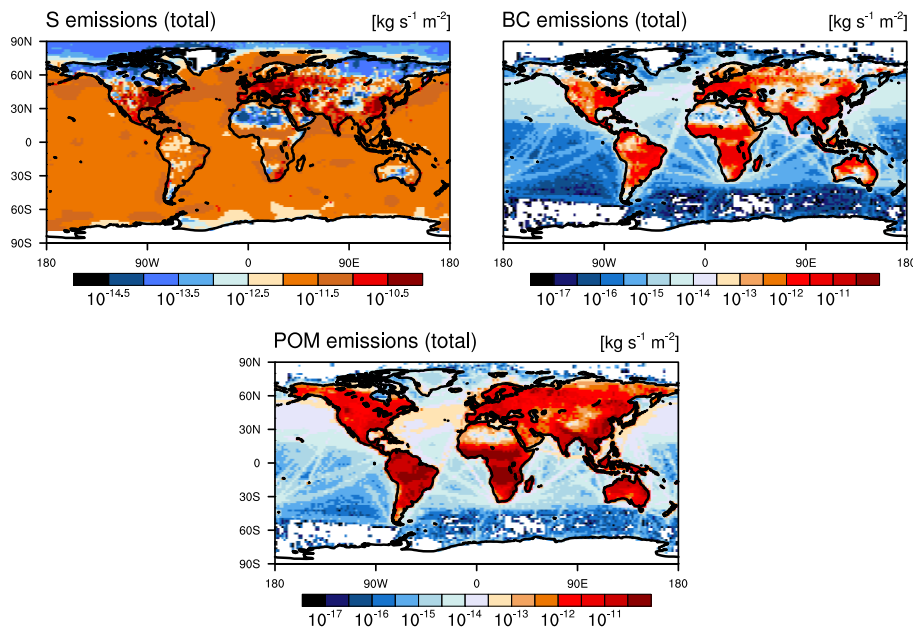 S emissions (total) [kg s⁻¹ m⁻²]
90N
60N
30N
0
30S
60S
90S
180 90W 0 90E 180
10⁻¹⁴·⁵ 10⁻¹³·⁵ 10⁻¹²·⁵ 10⁻¹¹·⁵ 10⁻¹⁰·⁵
BC emissions (total) [kg s⁻¹ m⁻²]
90N
60N
30N
0
30S
60S
90S
180 90W 0 90E 180
10⁻¹⁷ 10⁻¹⁶ 10⁻¹⁵ 10⁻¹⁴ 10⁻¹³ 10⁻¹² 10⁻¹¹
POM emissions (total) [kg s⁻¹ m⁻²]
90N
60N
30N
0
30S
60S
90S
180 90W 0 90E 180
10⁻¹⁷ 10⁻¹⁶ 10⁻¹⁵ 10⁻¹⁴ 10⁻¹³ 10⁻¹² 10⁻¹¹